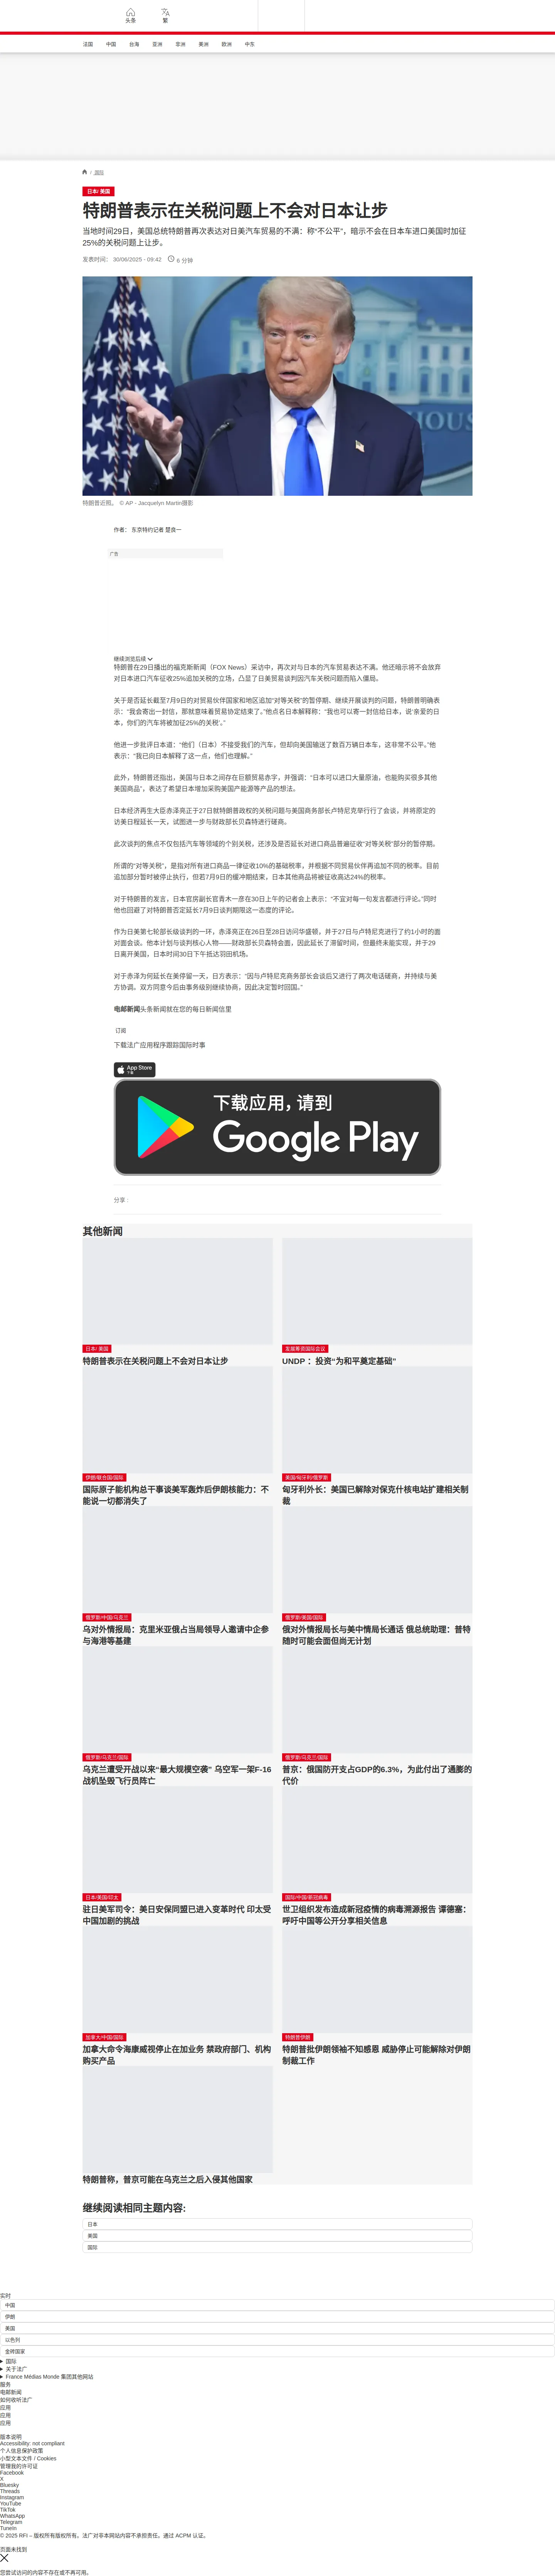 头条
繁
法国
中国
台海
亚洲
非洲
美洲
欧洲
中东
/ 国际
日本/ 美国
特朗普表示在关税问题上不会对日本让步
当地时间29日，美国总统特朗普再次表达对日美汽车贸易的不满：称“不公平”，暗示不会在日本车进口美国时加征
25%的关税问题上让步。
发表时间： 30/06/2025 - 09:42
6 分钟
特朗普近照。 © AP - Jacquelyn Martin摄影
作者： 东京特约记者 楚良一
广告
继续浏览后续
特朗普在29日播出的福克斯新闻（FOX News）采访中，再次对与日本的汽车贸易表达不满。他还暗示将不会放弃
对日本进口汽车征收25%追加关税的立场，凸显了日美贸易谈判因汽车关税问题而陷入僵局。
关于是否延长截至7月9日的对贸易伙伴国家和地区追加“对等关税”的暂停期、继续开展谈判的问题，特朗普明确表
示：“我会寄出一封信，那就意味着贸易协定结束了。”他点名日本解释称：“我也可以寄一封信给日本，说‘亲爱的日
本，你们的汽车将被加征25%的关税’。”
他进一步批评日本道：“他们（日本）不接受我们的汽车，但却向美国输送了数百万辆日本车，这非常不公平。”他
表示：“我已向日本解释了这一点，他们也理解。”
此外，特朗普还指出，美国与日本之间存在巨额贸易赤字，并强调：“日本可以进口大量原油，也能购买很多其他
美国商品”，表达了希望日本增加采购美国产能源等产品的想法。
日本经济再生大臣赤泽亮正于27日就特朗普政权的关税问题与美国商务部长卢特尼克举行行了会谈，并将原定的
访美日程延长一天，试图进一步与财政部长贝森特进行磋商。
此次谈判的焦点不仅包括汽车等领域的个别关税，还涉及是否延长对进口商品普遍征收“对等关税”部分的暂停期。
所谓的“对等关税”，是指对所有进口商品一律征收10%的基础税率，并根据不同贸易伙伴再追加不同的税率。目前
追加部分暂时被停止执行，但若7月9日的缓冲期结束，日本其他商品将被征收高达24%的税率。
对于特朗普的发言，日本官房副长官青木一彦在30日上午的记者会上表示：“不宜对每一句发言都进行评论。”同时
他也回避了对特朗普否定延长7月9日谈判期限这一态度的评论。
作为日美第七轮部长级谈判的一环，赤泽亮正在26日至28日访问华盛顿，并于27日与卢特尼克进行了约1小时的面
对面会谈。他本计划与谈判核心人物——财政部长贝森特会面，因此延长了滞留时间，但最终未能实现，并于29
日离开美国，日本时间30日下午抵达羽田机场。
对于赤泽为何延长在美停留一天，日方表示：“因与卢特尼克商务部长会谈后又进行了两次电话磋商，并持续与美
方协调。双方同意今后由事务级别继续协商，因此决定暂时回国。”
电邮新闻头条新闻就在您的每日新闻信里
订阅
下载法广应用程序跟踪国际时事
App Store
下载
下载应用，请到
Google Play
分享 :
其他新闻
日本/ 美国
特朗普表示在关税问题上不会对日本让步
发展筹资国际会议
UNDP ： 投资“为和平奠定基础”
伊朗/联合国/国际
国际原子能机构总干事谈美军轰炸后伊朗核能力：不
能说一切都消失了
美国/匈牙利/俄罗斯
匈牙利外长：美国已解除对保克什核电站扩建相关制
裁
俄罗斯/中国/乌克兰
乌对外情报局：克里米亚俄占当局领导人邀请中企参
与海港等基建
俄罗斯/美国/国际
俄对外情报局长与美中情局长通话 俄总统助理：普特
随时可能会面但尚无计划
俄罗斯/乌克兰/国际
乌克兰遭受开战以来“最大规模空袭” 乌空军一架F-16
战机坠毁飞行员阵亡
俄罗斯/乌克兰/国际
普京：俄国防开支占GDP的6.3%，为此付出了通膨的
代价
日本/美国/印太
驻日美军司令：美日安保同盟已进入变革时代 印太受
中国加剧的挑战
国际/中国/新冠病毒
世卫组织发布造成新冠疫情的病毒溯源报告 谭德塞：
呼吁中国等公开分享相关信息
加拿大/中国/国际
加拿大命令海康威视停止在加业务 禁政府部门、机构
购买产品
特朗普伊朗
特朗普批伊朗领袖不知感恩 威胁停止可能解除对伊朗
制裁工作
特朗普称，普京可能在乌克兰之后入侵其他国家
继续阅读相同主题内容:
日本
美国
国际
实时
中国
伊朗
美国
以色列
金砖国家
国际
关于法广
France Médias Monde 集团其他网站
服务
电邮新闻
如何收听法广
应用
应用
应用
版本说明
Accessibility: not compliant
个人信息保护政策
小型文本文件 / Cookies
管理我的许可证
Facebook
X
Bluesky
Threads
Instagram
YouTube
TikTok
WhatsApp
Telegram
TuneIn
© 2025 RFI – 版权所有版权所有。法广对非本网站内容不承担责任。通过 ACPM 认证。
页面未找到
您尝试访问的内容不存在或不再可用。